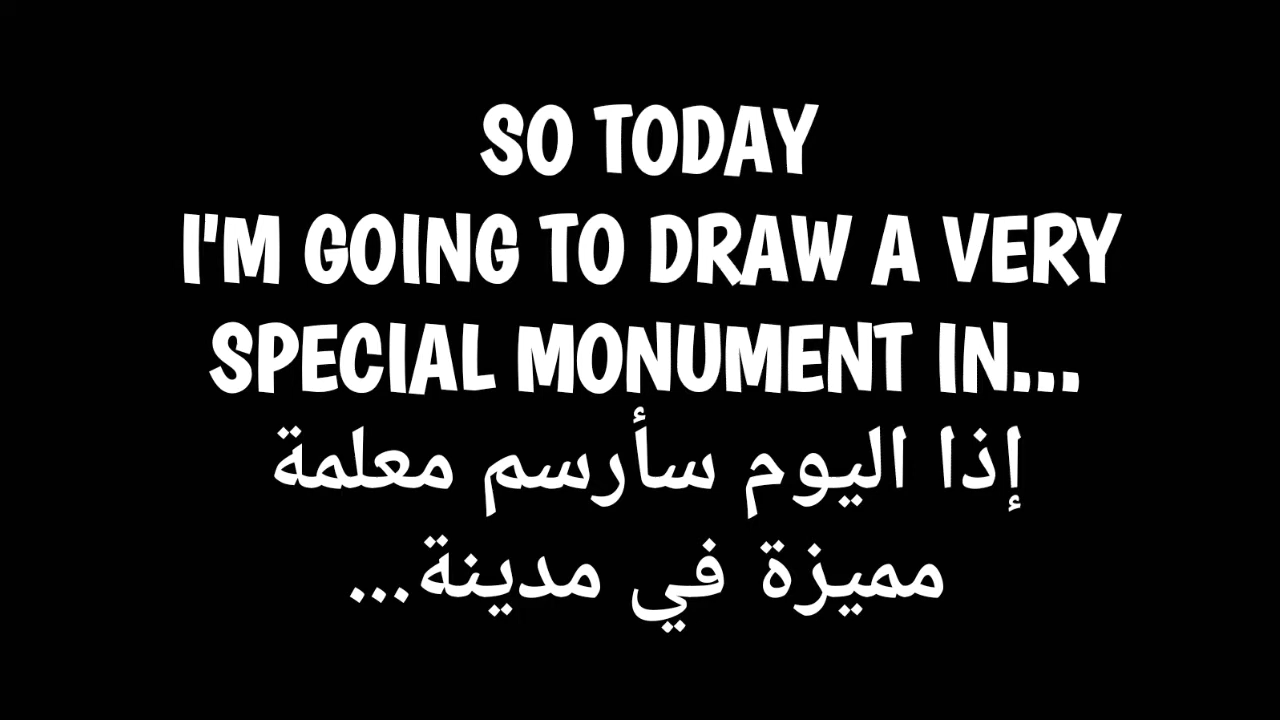 SO TODAY
I'M GOING TO DRAW A VERY
SPECIAL MONUMENT IN...
إذا اليوم سأرسم معلمة
مميزة في مدينة...